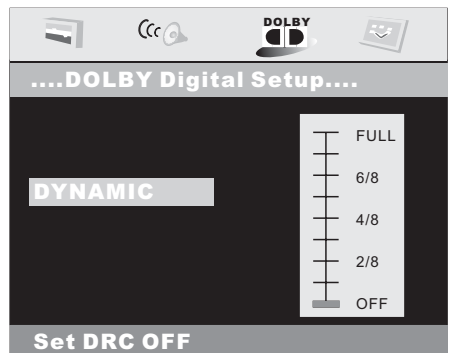 DOLBY
....DOLBY Digital Setup....
FULL
6/8
DYNAMIC
4/8
2/8
OFF
Set DRC OFF